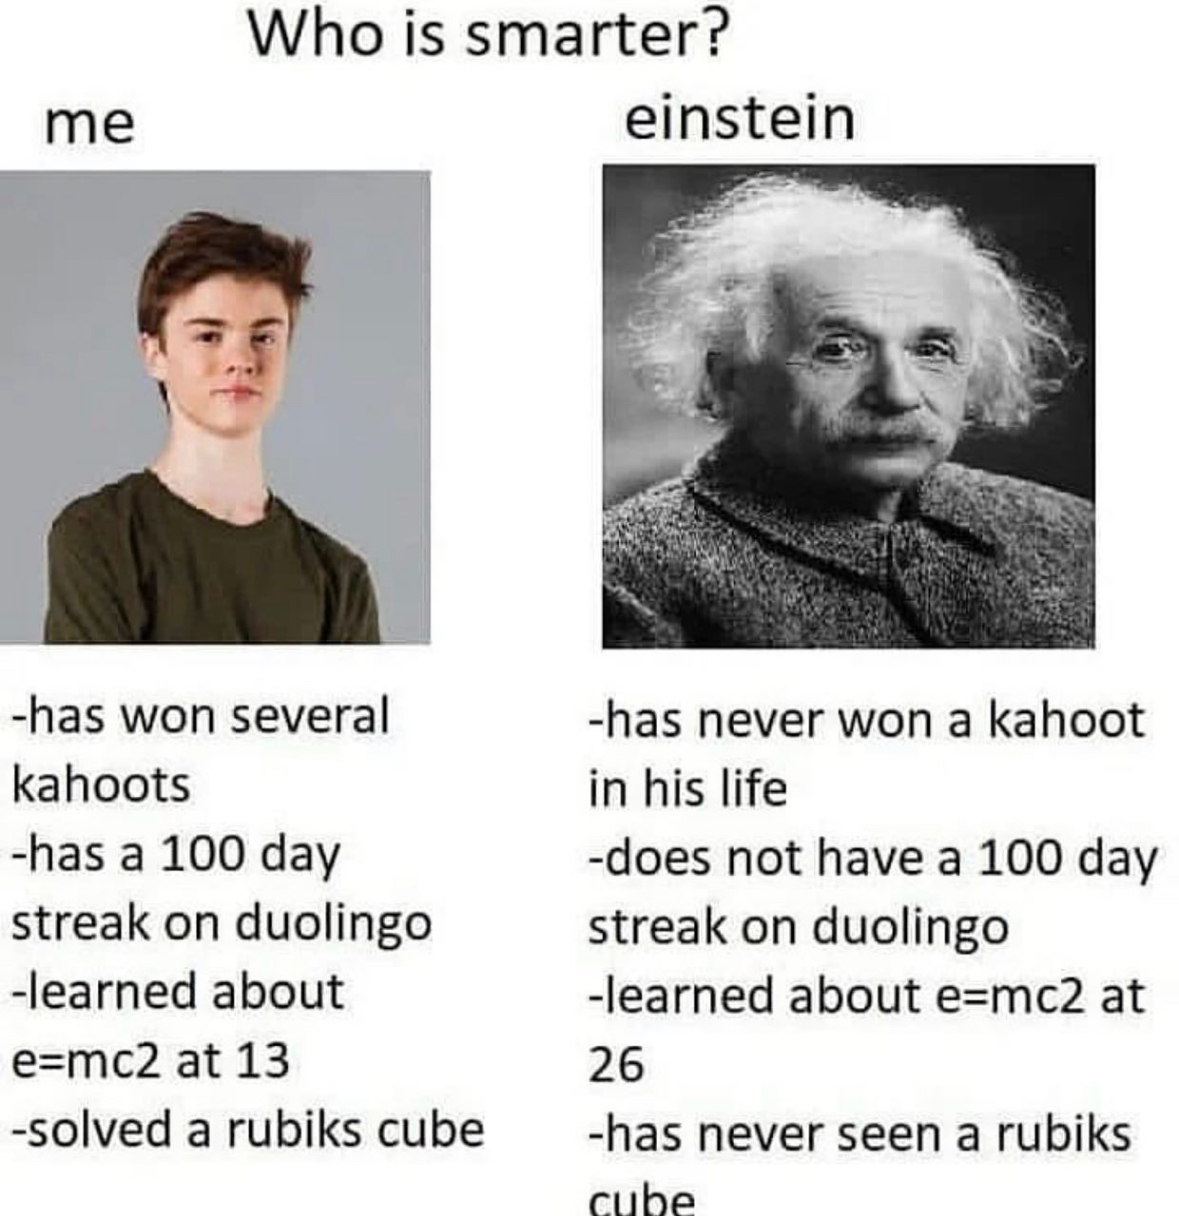 Who is smarter?
me
einstein
-has won several
kahoots
-has a 100 day
streak on duolingo
-learned about
e=mc2 at 13
-solved a rubiks cube
-has never won a kahoot
in his life
-does not have a 100 day
streak on duolingo
-learned about e=mc2 at
26
-has never seen a rubiks
cube